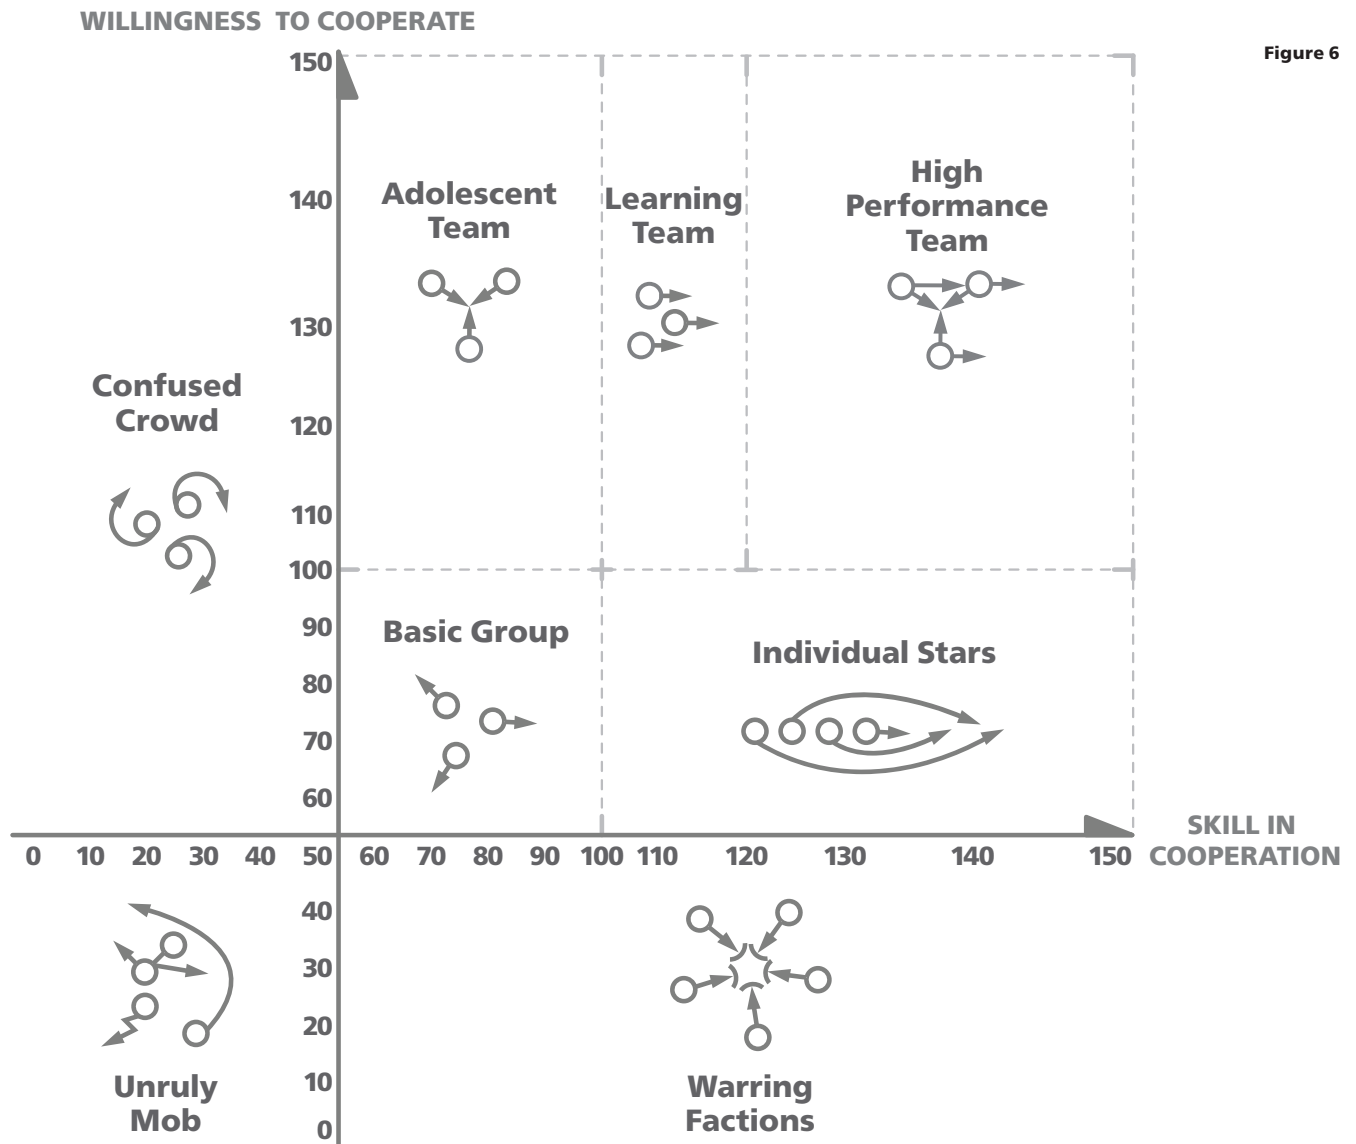 WILLINGNESS TO COOPERATE
Figure 6
150
140
130
120
110
100
90
80
70
60
Adolescent
Team
Learning
Team
High
Performance
Team
Confused
Crowd
Basic Group
Individual Stars
SKILL IN
COOPERATION
0 10 20 30 40 50 60 70 80 90 100 110 120 130 140 150
40
30
20
10
0
Unruly
Mob
Warring
Factions